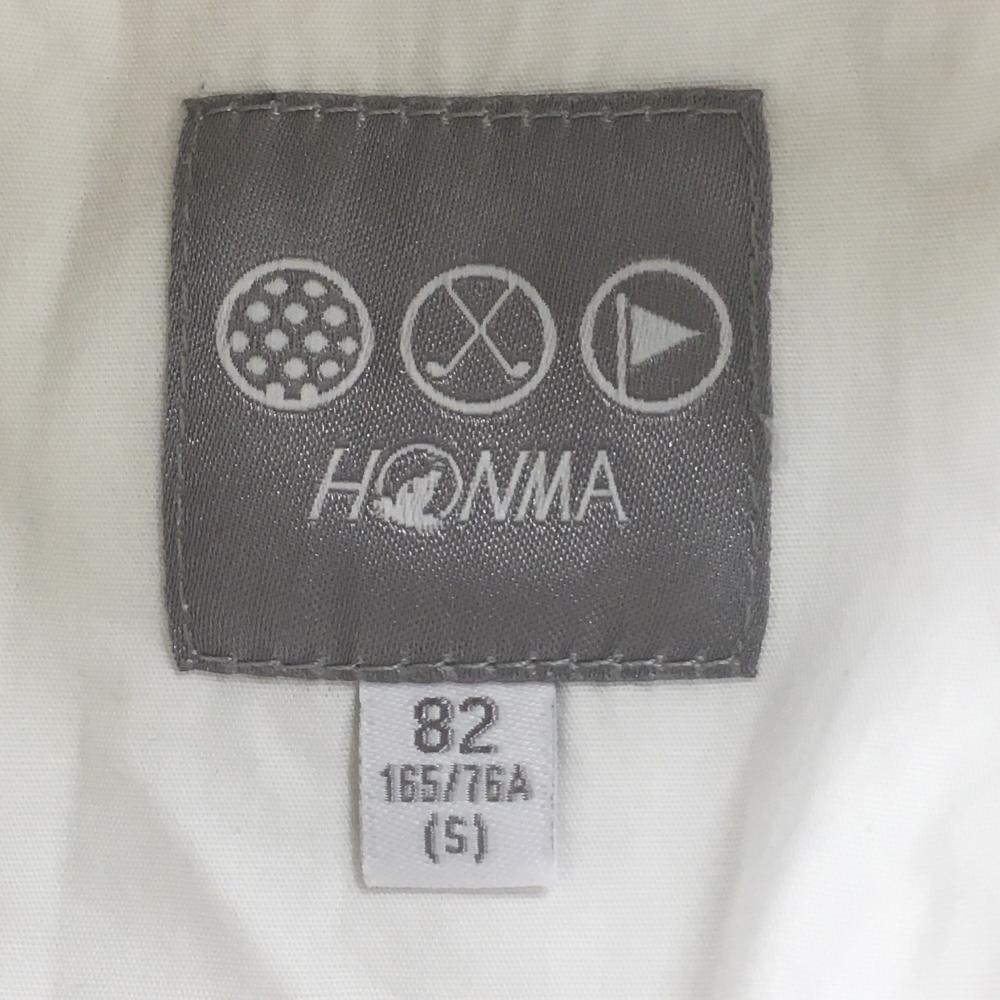 HONMA
82
165/76A
(S)